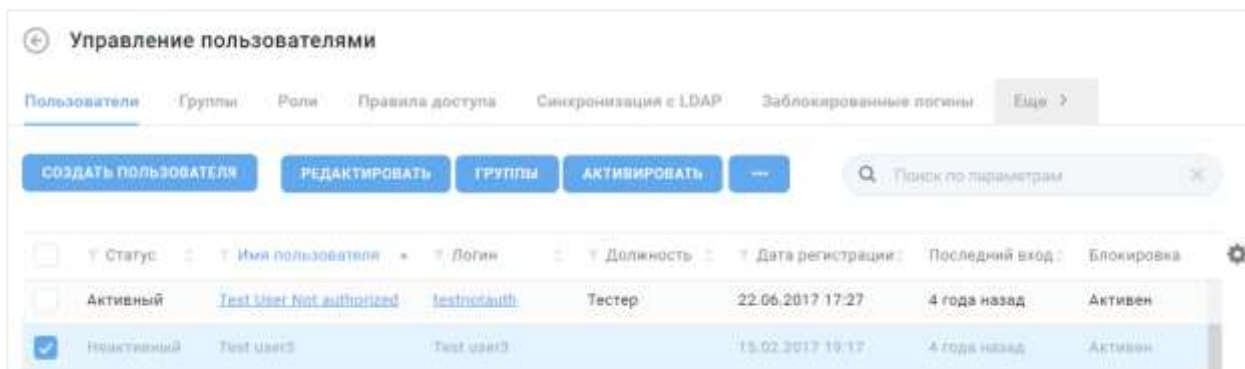 Управление пользователями
Пользователи Группы Роли Правила доступа Синхронизация с LDAP Заблокированные логины Еще >
СОЗДАТЬ ПОЛЬЗОВАТЕЛЯ РЕДАКТИРОВАТЬ ГРУППЫ АКТИВИРОВАТЬ ··· Поиск по параметрам
Статус Имя пользователя Логин Должность Дата регистрации Последний вход Блокировка
Активный Test User Not authorized testnotauth Тестер 22.06.2017 17:27 4 года назад Активен
Неактивный Test user3 Test user3 15.02.2017 19:17 4 года назад Активен